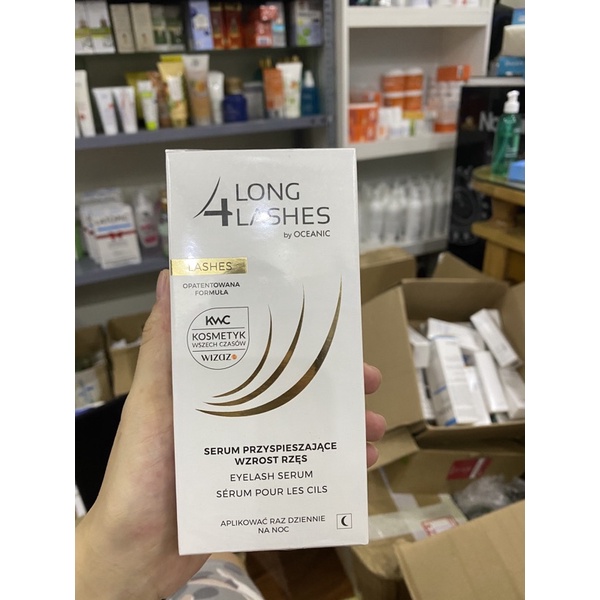 4 LONG
LASHES
by OCEANIC
LASHES
OPATENTOWANA
FORMUŁA
KWC
KOSMETYK
WSZECH CZASÓW
WIZAZ
SERUM PRZYSPIESZAJĄCE
WZROST RZĘS
EYELASH SERUM
SÉRUM POUR LES CILS
APLIKOWAĆ RAZ DZIENNIE
NA NOC